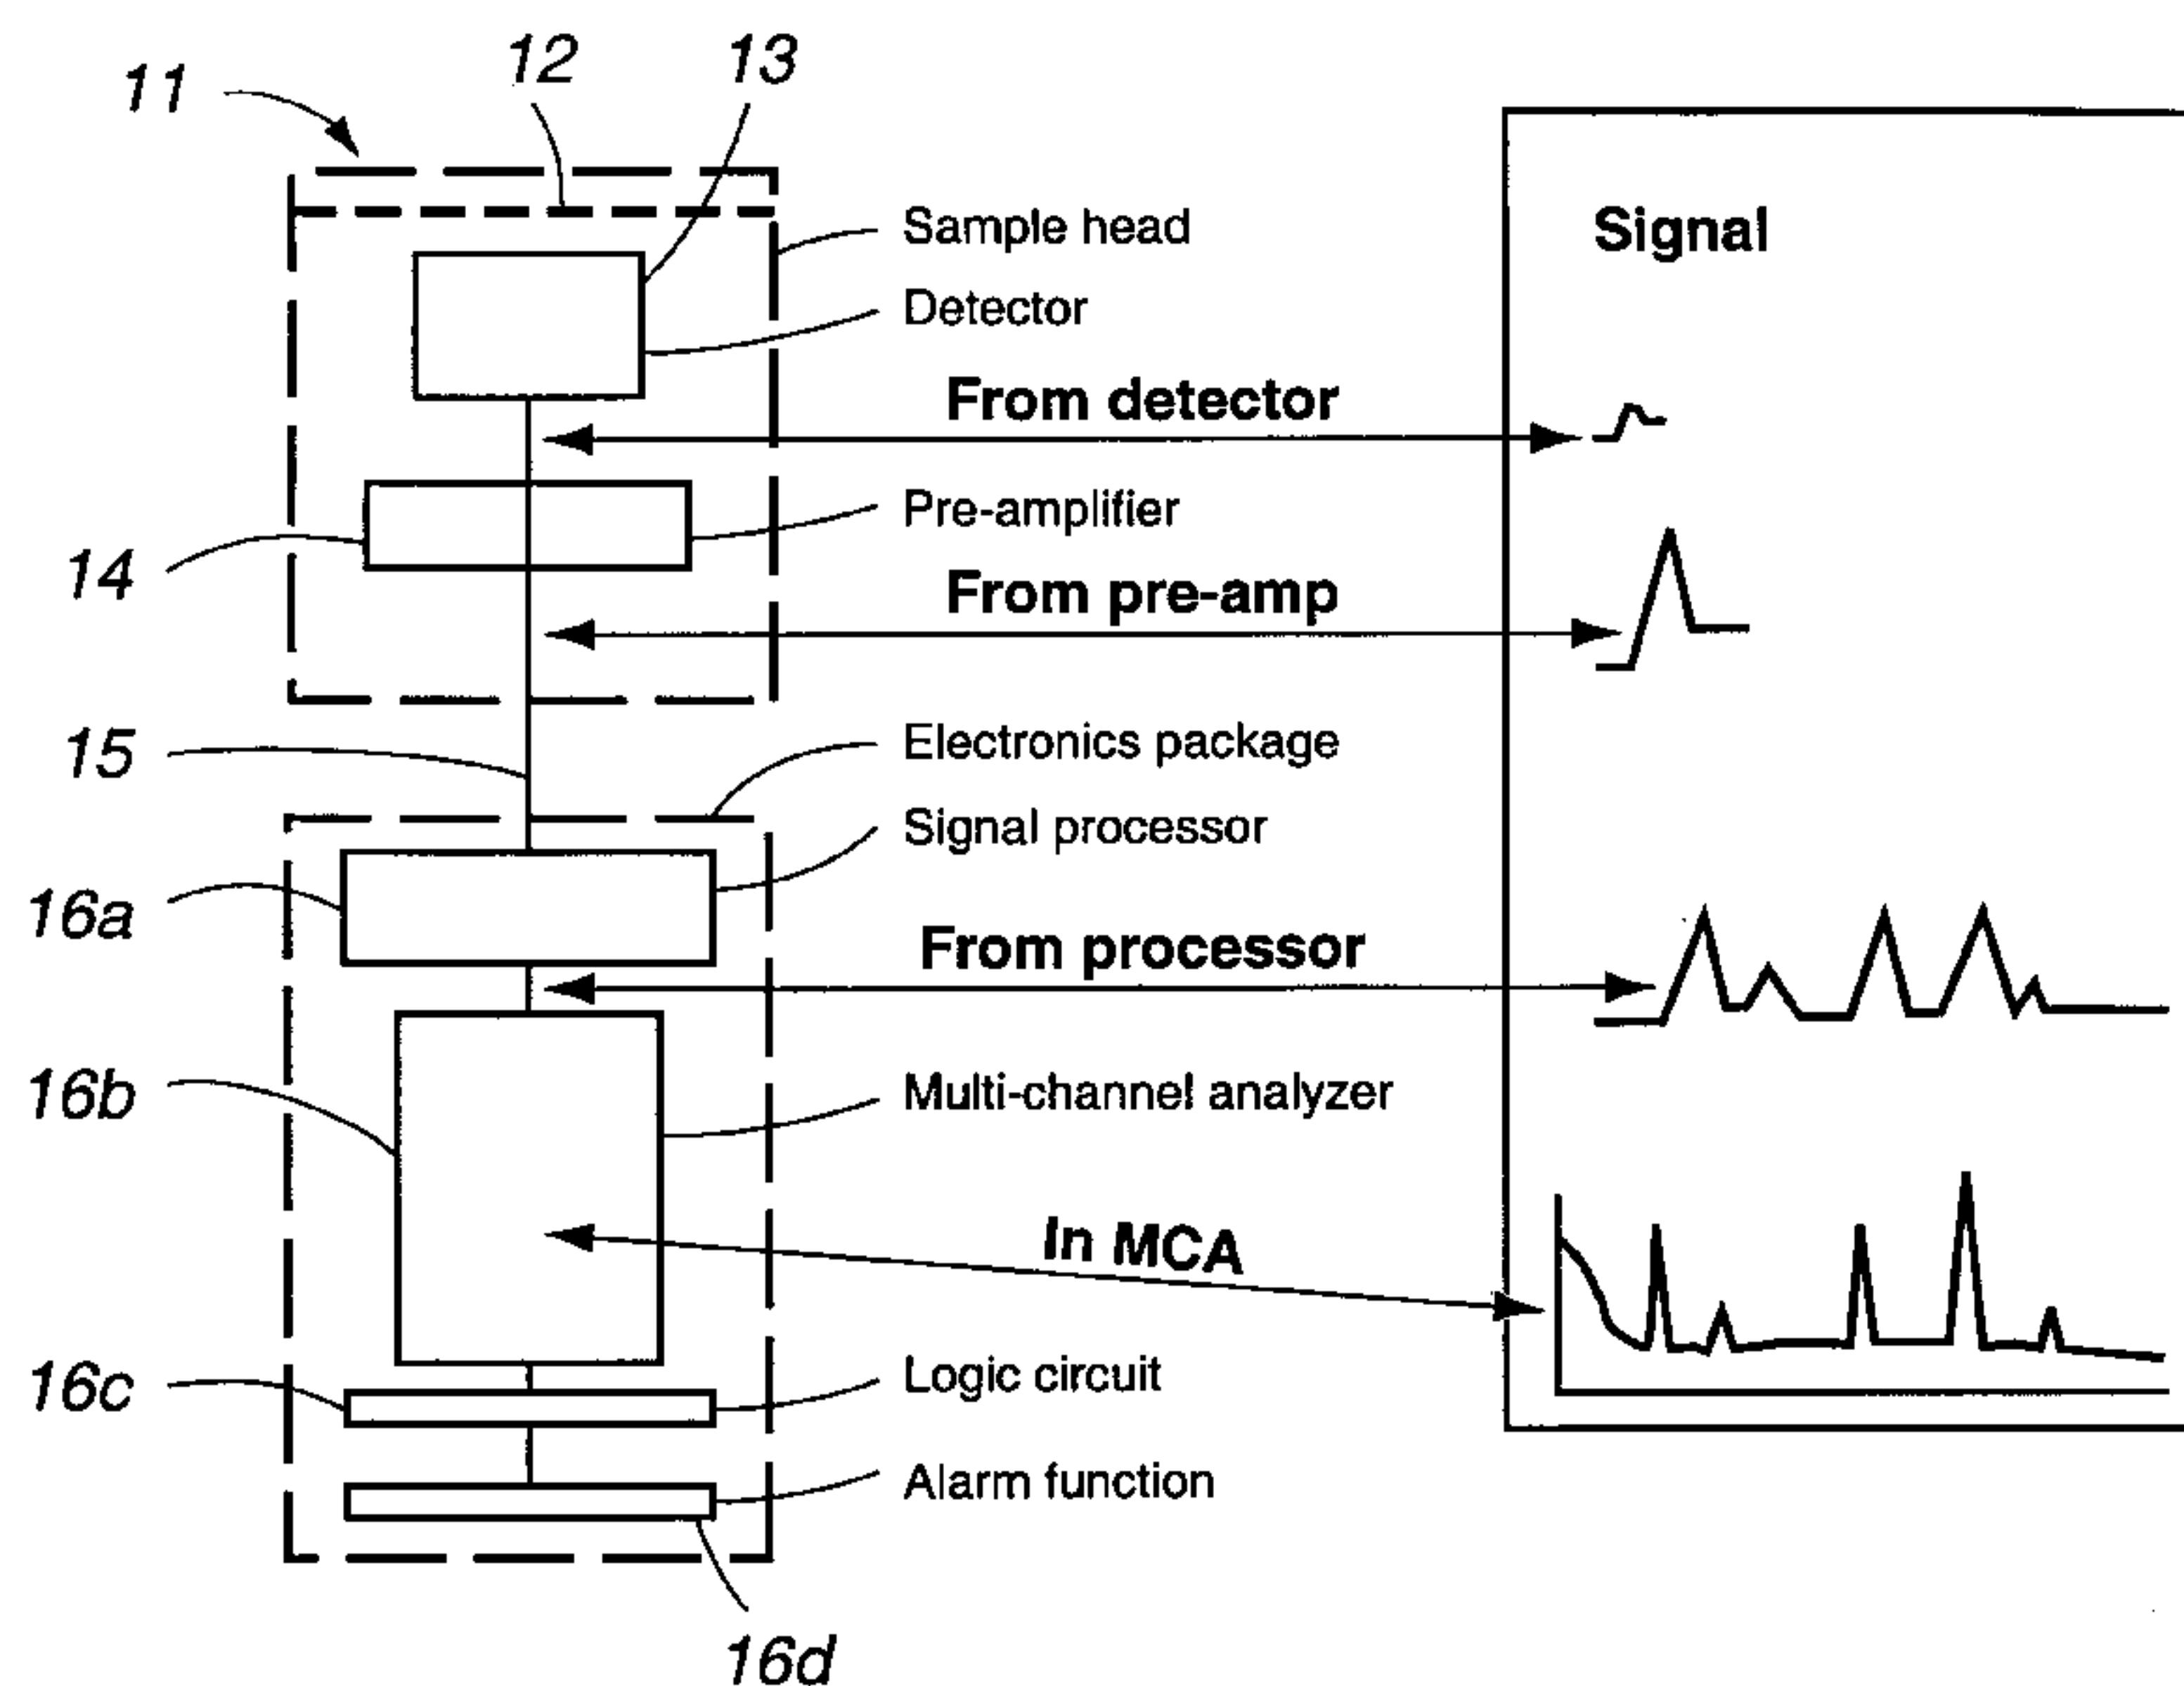 11
12
13
Sample head
Signal
Detector
From detector
Pre-amplifier
14
From pre-amp
15
Electronics package
Signal processor
16a
From processor
16b
Multi-channel analyzer
In MCA
16c
Logic circuit
Alarm function
16d